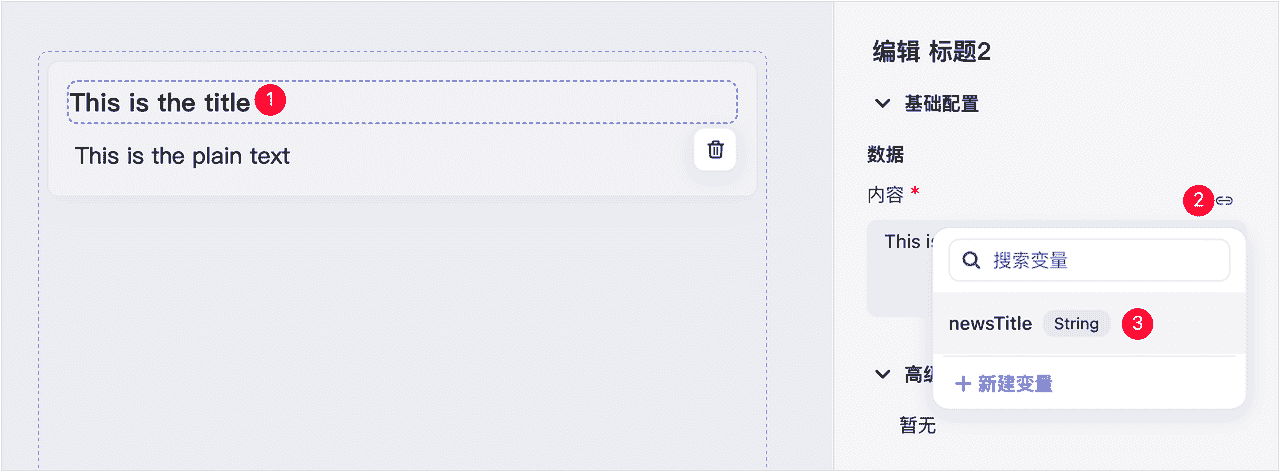 This is the title 1
This is the plain text
编辑 标题2
基础配置
数据
内容 *
2
This is
搜索变量
newsTitle String 3
高级
+ 新建变量
暂无